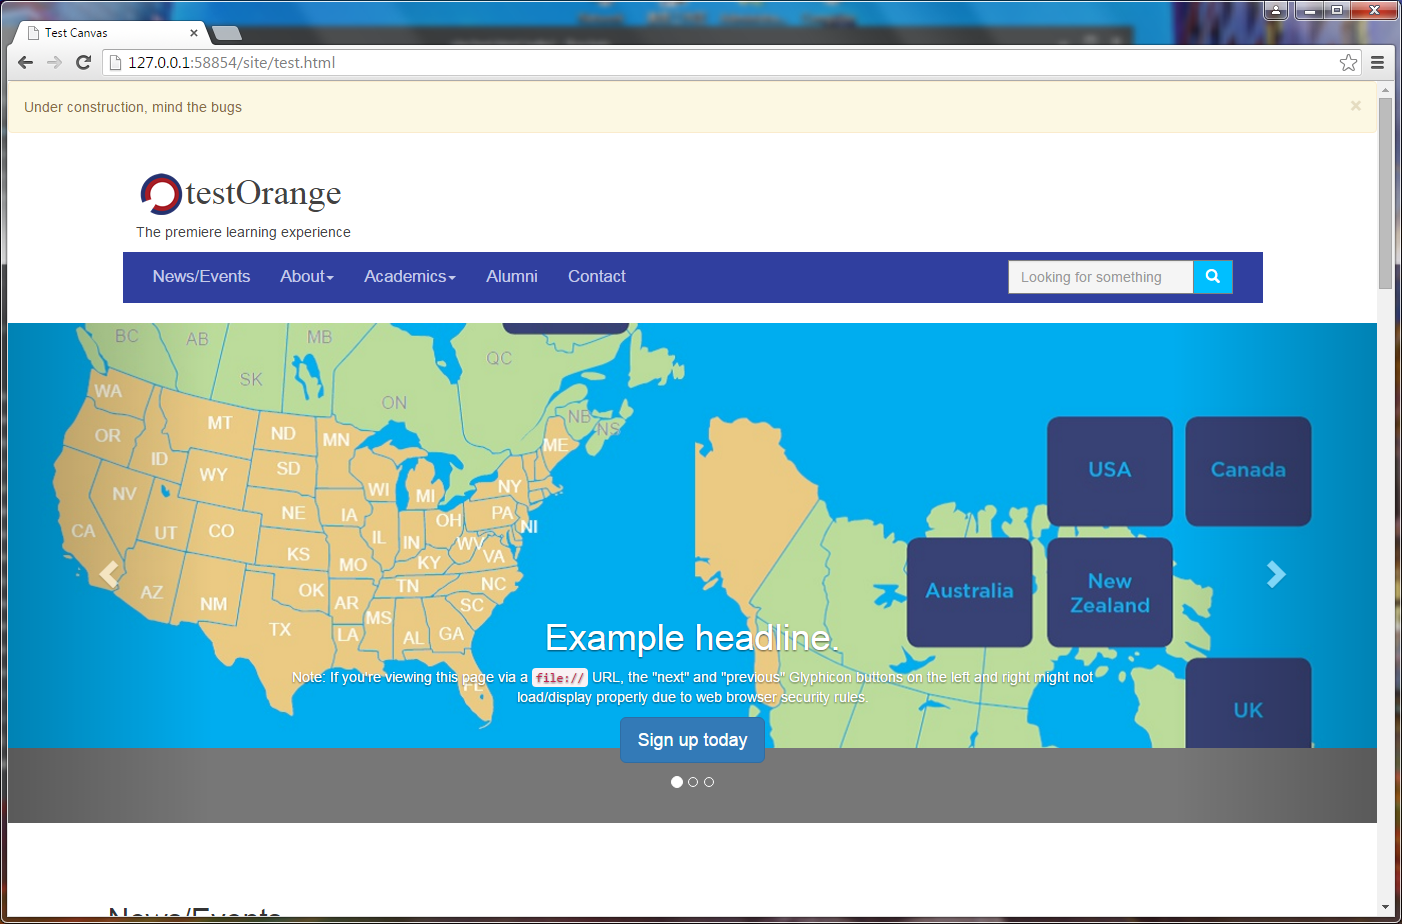 Test Canvas
127.0.0.1:58854/site/test.html
Under construction, mind the bugs
×
testOrange
The premiere learning experience
News/Events About Academics Alumni Contact Looking for something
BC AB MB QC
SK
ON NB NS
WA MT ND MN ME
OR ID SD
WY WI MI NY
NV NE IA OH PA NJ
CA UT CO IL IN WV
KS MO KY VA
AZ NM OK TN NC
AR SC
TX LA MS AL GA
FL
USA Canada
Australia New Zealand
UK
Example headline.
Note: If you're viewing this page via a file:// URL, the "next" and "previous" Glyphicon buttons on the left and right might not
load/display properly due to web browser security rules.
Sign up today
News/Events